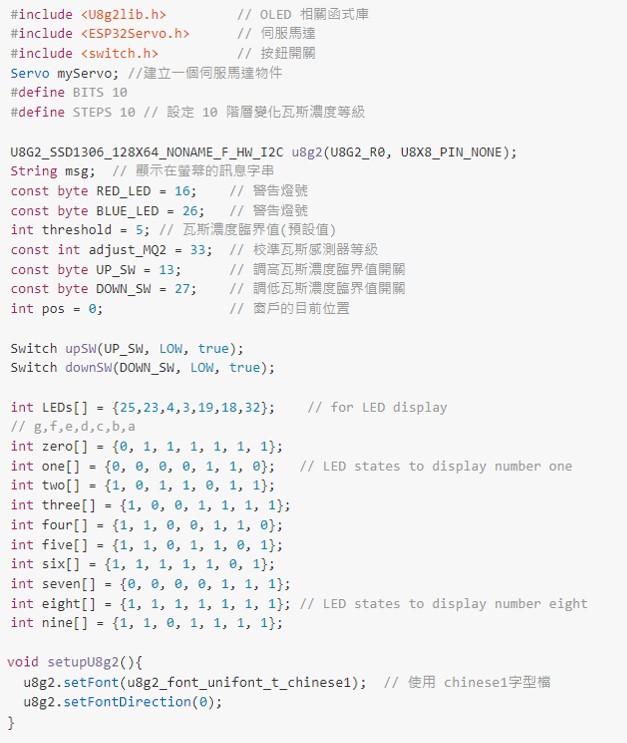 #include <U8g2lib.h>         // OLED 相關函式庫
#include <ESP32Servo.h>      // 伺服馬達
#include <switch.h>          // 按鈕開關
Servo myServo; //建立一個伺服馬達物件
#define BITS 10
#define STEPS 10 // 設定 10 階層變化瓦斯濃度等級
U8G2_SSD1306_128X64_NONAME_F_HW_I2C u8g2(U8G2_R0, U8X8_PIN_NONE);
String msg;  // 顯示在螢幕的訊息字串
const byte RED_LED = 16;    // 警告燈號
const byte BLUE_LED = 26;   // 警告燈號
int threshold = 5; // 瓦斯濃度臨界值(預設值)
const int adjust_MQ2 = 33;  // 校準瓦斯感測器等級
const byte UP_SW = 13;      // 調高瓦斯濃度臨界值開關
const byte DOWN_SW = 27;    // 調低瓦斯濃度臨界值開關
int pos = 0;                // 窗戶的目前位置
Switch upSW(UP_SW, LOW, true);
Switch downSW(DOWN_SW, LOW, true);
int LEDs[] = {25,23,4,3,19,18,32};    // for LED display
// g,f,e,d,c,b,a
int zero[] = {0, 1, 1, 1, 1, 1, 1};
int one[] = {0, 0, 0, 0, 1, 1, 0};   // LED states to display number one
int two[] = {1, 0, 1, 1, 0, 1, 1};
int three[] = {1, 0, 0, 1, 1, 1, 1};
int four[] = {1, 1, 0, 0, 1, 1, 0};
int five[] = {1, 1, 0, 1, 1, 0, 1};
int six[] = {1, 1, 1, 1, 1, 0, 1};
int seven[] = {0, 0, 0, 0, 1, 1, 1};
int eight[] = {1, 1, 1, 1, 1, 1, 1}; // LED states to display number eight
int nine[] = {1, 1, 0, 1, 1, 1, 1};
void setupU8g2(){
  u8g2.setFont(u8g2_font_unifont_t_chinese1);  // 使用 chinese1字型檔
  u8g2.setFontDirection(0);
}